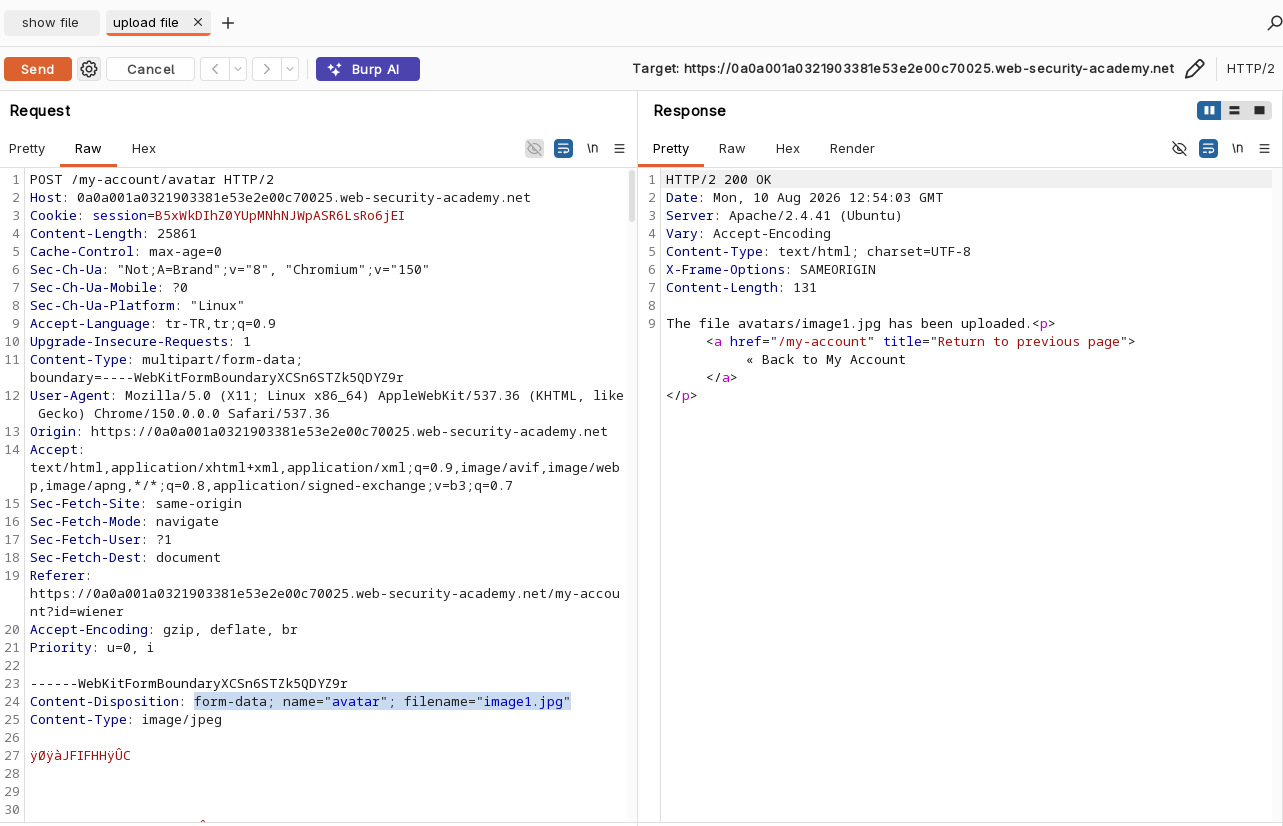 show file
upload file
Send
Cancel
Burp AI
Target: https://0a0a001a0321903381e53e2e00c70025.web-security-academy.net
HTTP/2
Request
Pretty
Raw
Hex
\n
1 POST /my-account/avatar HTTP/2
2 Host: 0a0a001a0321903381e53e2e00c70025.web-security-academy.net
3 Cookie: session=B5xWkDIhZ0YUpMNhNJWpASR6LsRo6jEI
4 Content-Length: 25861
5 Cache-Control: max-age=0
6 Sec-Ch-Ua: "Not;A=Brand";v="8", "Chromium";v="150"
7 Sec-Ch-Ua-Mobile: ?0
8 Sec-Ch-Ua-Platform: "Linux"
9 Accept-Language: tr-TR,tr;q=0.9
10 Upgrade-Insecure-Requests: 1
11 Content-Type: multipart/form-data;
boundary=----WebKitFormBoundaryXCSn6STZk5QDYZ9r
12 User-Agent: Mozilla/5.0 (X11; Linux x86_64) AppleWebKit/537.36 (KHTML, like
Gecko) Chrome/150.0.0.0 Safari/537.36
13 Origin: https://0a0a001a0321903381e53e2e00c70025.web-security-academy.net
14 Accept:
text/html,application/xhtml+xml,application/xml;q=0.9,image/avif,image/web
p,image/apng,*/*;q=0.8,application/signed-exchange;v=b3;q=0.7
15 Sec-Fetch-Site: same-origin
16 Sec-Fetch-Mode: navigate
17 Sec-Fetch-User: ?1
18 Sec-Fetch-Dest: document
19 Referer:
https://0a0a001a0321903381e53e2e00c70025.web-security-academy.net/my-accou
nt?id=wiener
20 Accept-Encoding: gzip, deflate, br
21 Priority: u=0, i
22
23 ------WebKitFormBoundaryXCSn6STZk5QDYZ9r
24 Content-Disposition: form-data; name="avatar"; filename="image1.jpg"
25 Content-Type: image/jpeg
26
27 ÿØÿàJFIFHHÿÛC
28
29
30
Response
Pretty
Raw
Hex
Render
\n
1 HTTP/2 200 OK
2 Date: Mon, 10 Aug 2026 12:54:03 GMT
3 Server: Apache/2.4.41 (Ubuntu)
4 Vary: Accept-Encoding
5 Content-Type: text/html; charset=UTF-8
6 X-Frame-Options: SAMEORIGIN
7 Content-Length: 131
8
9 The file avatars/image1.jpg has been uploaded.<p>
<a href="/my-account" title="Return to previous page">
« Back to My Account
</a>
</p>